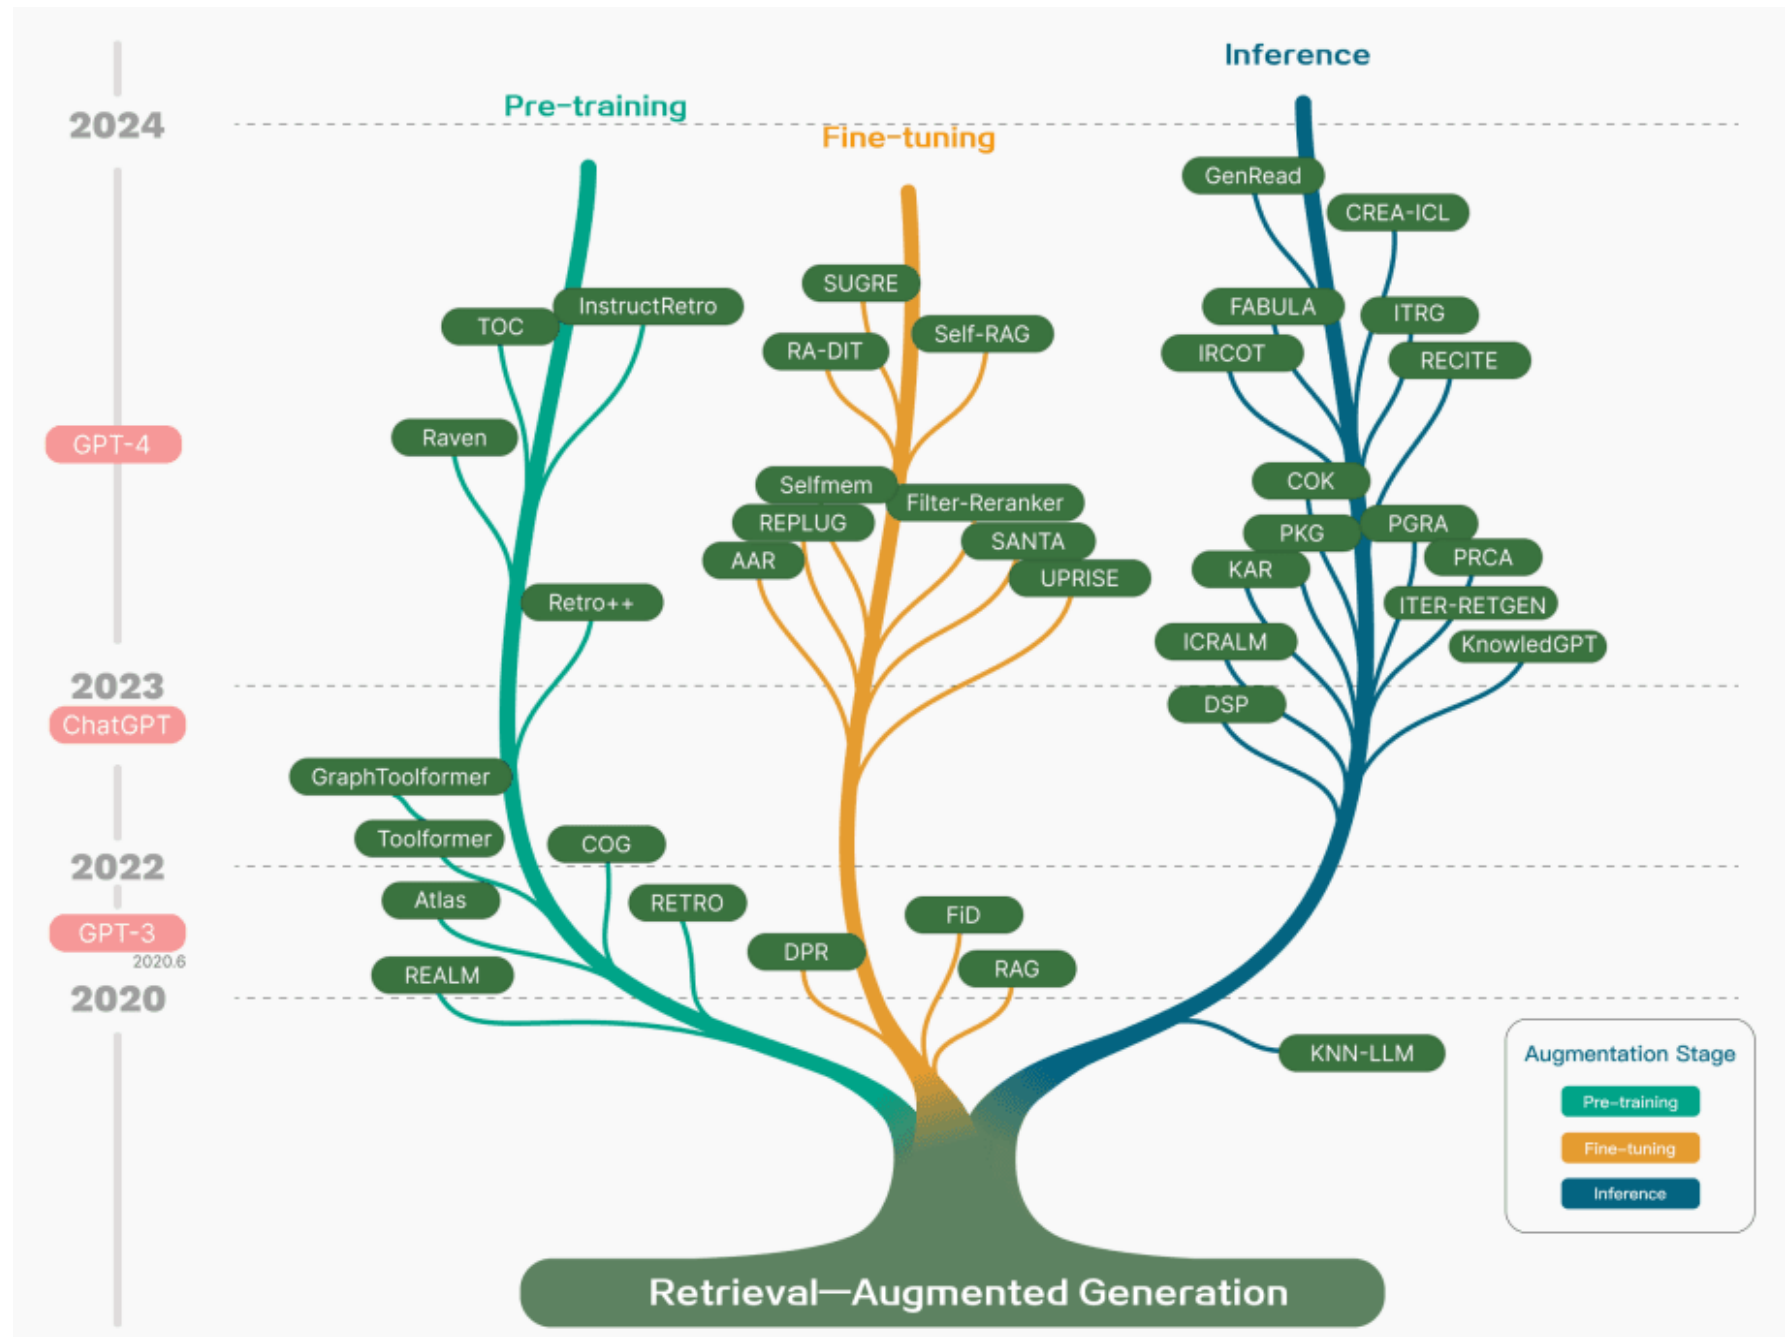 Inference
Pre-training
2024
Fine-tuning
GenRead
CREA-ICL
SUGRE
InstructRetro
FABULA
ITRG
TOC
Self-RAG
RA-DIT
IRCOT
RECITE
Raven
GPT-4
COK
Selfmem
Filter-Reranker
REPLUG
PGRA
PKG
SANTA
AAR
PRCA
KAR
UPRISE
Retro++
ITER-RETGEN
ICRALM
KnowledGPT
2023
DSP
ChatGPT
GraphToolformer
Toolformer
COG
2022
Atlas
RETRO
FiD
GPT-3
2020.6
DPR
RAG
REALM
2020
KNN-LLM
Augmentation Stage
Pre-training
Fine-tuning
Inference
Retrieval—Augmented Generation